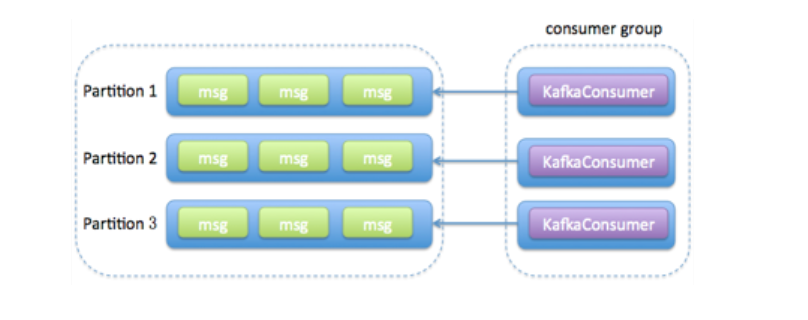 consumer group
Partition 1 msg msg msg KafkaConsumer
Partition 2 msg msg msg KafkaConsumer
Partition 3 msg msg msg KafkaConsumer